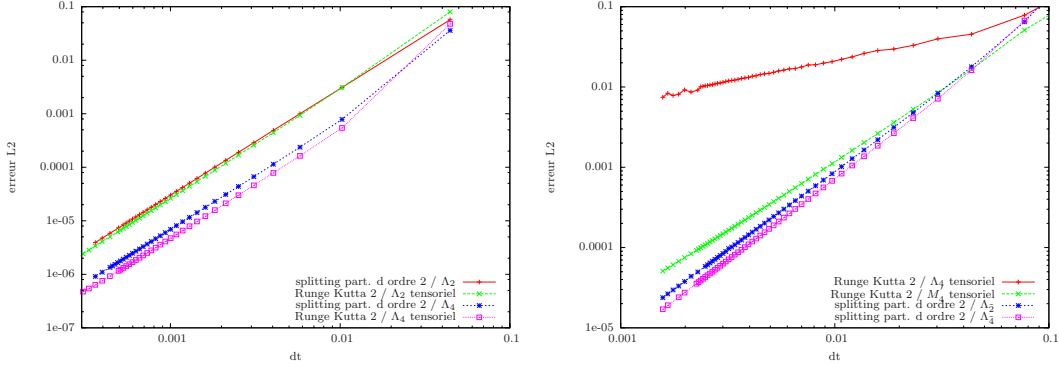 0.1
0.01
0.001
0.0001
1e-05
1e-06
1e-07
erreur L2
splitting part. d ordre 2 / Λ₂
Runge Kutta 2 / Λ₂ tensoriel
splitting part. d ordre 2 / Λ₄
Runge Kutta 2 / Λ₄ tensoriel
0.001
0.01
0.1
dt
0.1
0.01
0.001
0.0001
1e-05
erreur L2
Runge Kutta 2 / Λ₄ tensoriel
Runge Kutta 2 / M′₄ tensoriel
splitting part. d ordre 2 / Λ_2̄
splitting part. d ordre 2 / Λ_4̄
0.001
0.01
0.1
dt